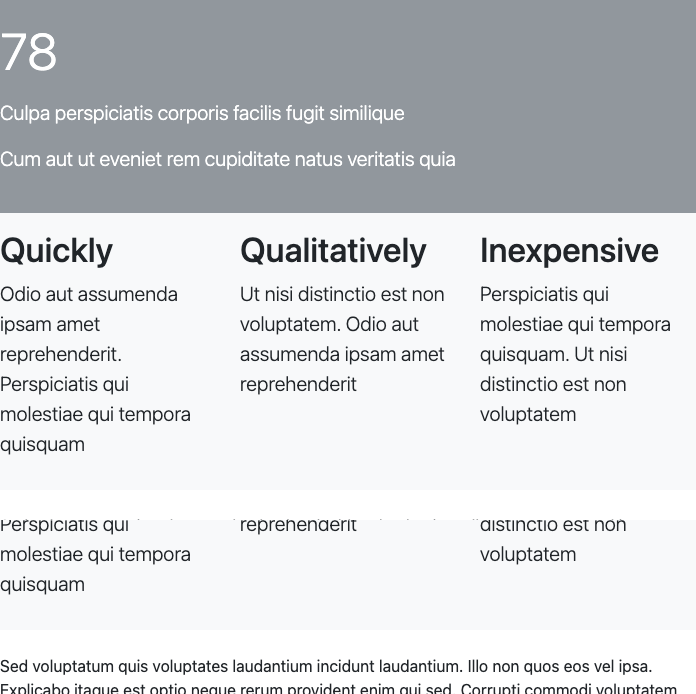 78
Culpa perspiciatis corporis facilis fugit similique
Cum aut ut eveniet rem cupiditate natus veritatis quia
Quickly
Odio aut assumenda
ipsam amet
reprehenderit.
Perspiciatis qui
molestiae qui tempora
quisquam
Qualitatively
Ut nisi distinctio est non
voluptatem. Odio aut
assumenda ipsam amet
reprehenderit
Inexpensive
Perspiciatis qui
molestiae qui tempora
quisquam. Ut nisi
distinctio est non
voluptatem
Perspiciatis qui
molestiae qui tempora
quisquam
reprehenderit
distinctio est non
voluptatem
Sed voluptatum quis voluptates laudantium incidunt laudantium. Illo non quos eos vel ipsa.
Explicabo itaque est optio neque rerum provident enim qui sed. Corrupti commodi voluptatem